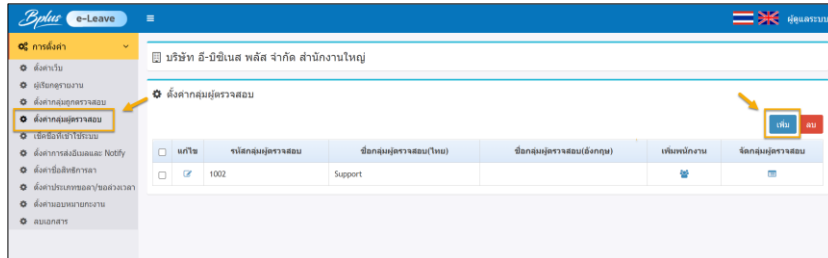 Bplus e-Leave
ผู้ดูแลระบบ
การตั้งค่า
ตั้งค่าเว็บ
ผู้เรียกดูรายงาน
ตั้งค่ากลุ่มถูกตรวจสอบ
ตั้งค่ากลุ่มผู้ตรวจสอบ
เช็คชื่อที่เข้าใช้ระบบ
ตั้งค่าการส่งอีเมลและ Notify
ตั้งค่าชื่อสิทธิการลา
ตั้งค่าประเภทขอลา/ขอล่วงเวลา
ตั้งค่ามอบหมายกะงาน
ลบเอกสาร
บริษัท อี-บิซิเนส พลัส จำกัด สำนักงานใหญ่
ตั้งค่ากลุ่มผู้ตรวจสอบ
เพิ่ม ลบ
แก้ไข รหัสกลุ่มผู้ตรวจสอบ ชื่อกลุ่มผู้ตรวจสอบ(ไทย) ชื่อกลุ่มผู้ตรวจสอบ(อังกฤษ) เพิ่มพนักงาน จัดกลุ่มผู้ตรวจสอบ
1002 Support